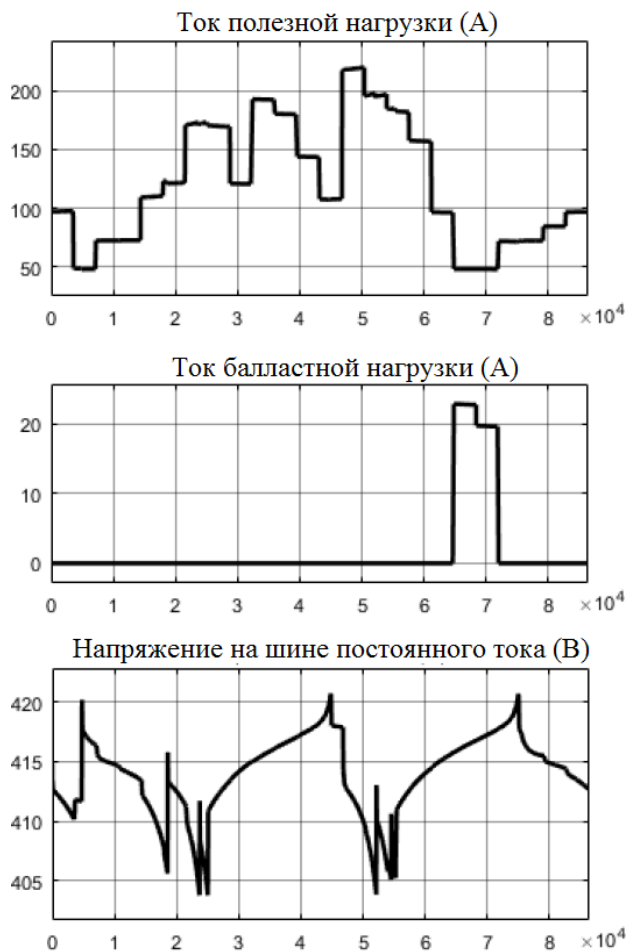 Ток полезной нагрузки (А)
200
150
100
50
0 1 2 3 4 5 6 7 8 ×10⁴
Ток балластной нагрузки (А)
20
10
0
0 1 2 3 4 5 6 7 8 ×10⁴
Напряжение на шине постоянного тока (В)
420
415
410
405
0 1 2 3 4 5 6 7 8 ×10⁴